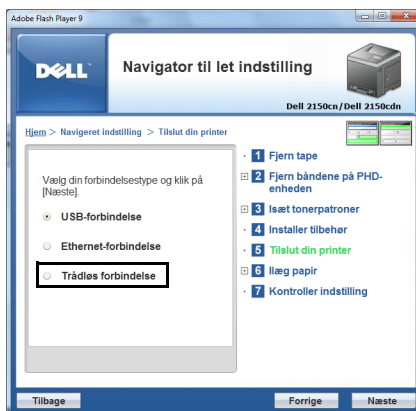 Adobe Flash Player 9
DELL
Navigator til let indstilling
Dell 2150cn/Dell 2150cdn
Hjem > Navigeret indstilling > Tilslut din printer
Vælg din forbindelsestype og klik på
[Næste].
USB-forbindelse
Ethernet-forbindelse
Trådløs forbindelse
1 Fjern tape
2 Fjern båndene på PHD-
enheden
3 Isæt tonerpatroner
4 Installer tilbehør
5 Tilslut din printer
6 Ilæg papir
7 Kontroller indstilling
Tilbage
Forrige
Næste